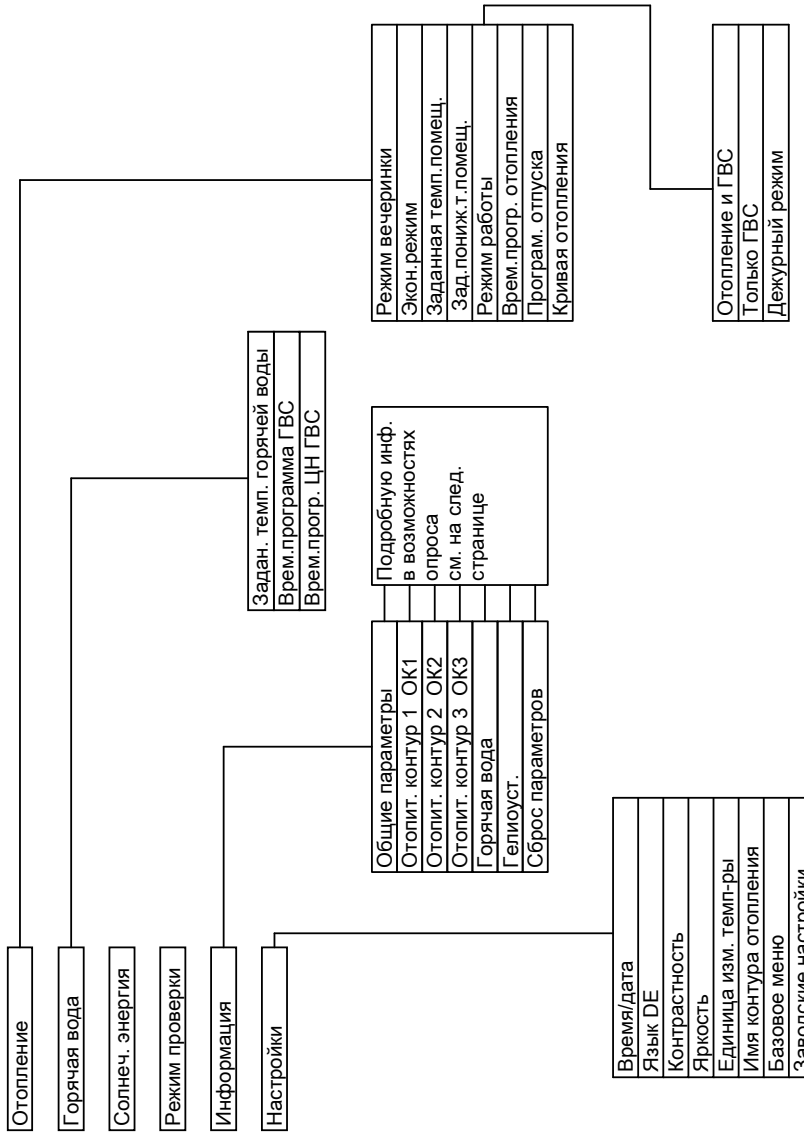 Отопление
Горячая вода
Солнеч. энергия
Режим проверки
Информация
Настройки
Режим вечеринки
Экон.режим
Заданная темп.помещ.
Зад.пониж.т.помещ.
Режим работы
Врем.прогр. отопления
Програм. отпуска
Кривая отопления
Отопление и ГВС
Только ГВС
Дежурный режим
Задан. темп. горячей воды
Врем.программа ГВС
Врем.прогр. ЦН ГВС
Общие параметры
Отопит. контур 1 ОК1
Отопит. контур 2 ОК2
Отопит. контур 3 ОК3
Горячая вода
Гелиоуст.
Сброс параметров
Подробную инф.
в возможностях
опроса
см. на след.
странице
Время/дата
Язык DE
Контрастность
Яркость
Единица изм. темп-ры
Имя контура отопления
Базовое меню
Заводские настройки